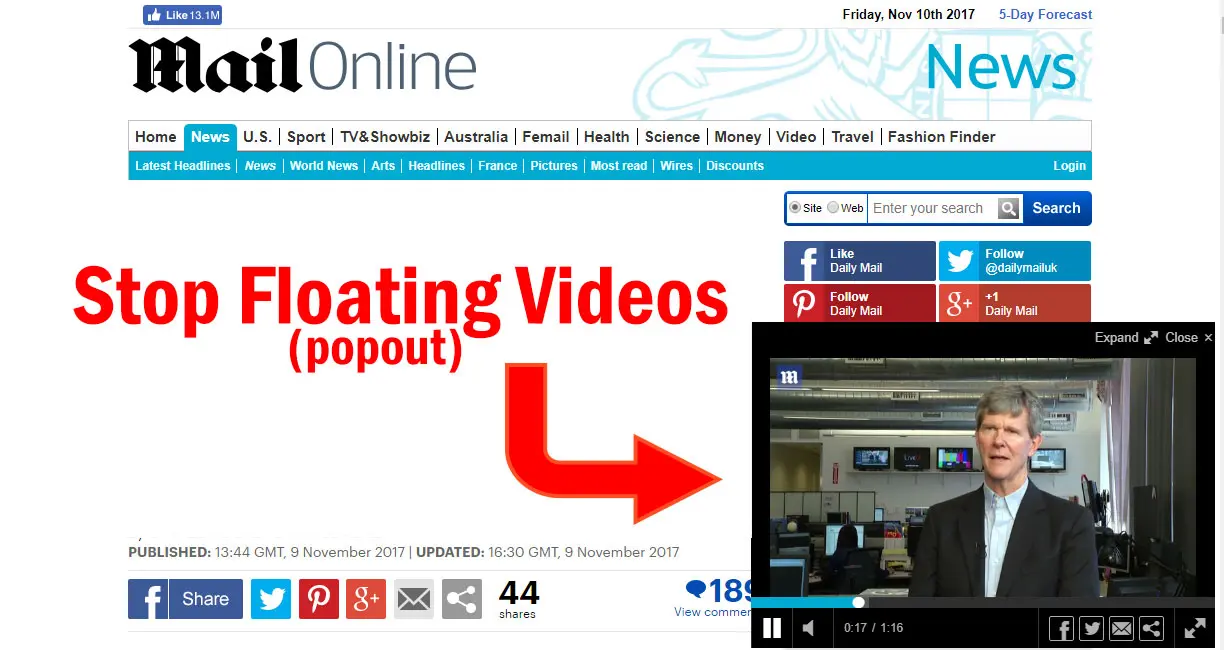 Like 13.1M
Friday, Nov 10th 2017 5-Day Forecast
Mail Online News
Home News U.S. Sport TV&Showbiz Australia Femail Health Science Money Video Travel Fashion Finder
Latest Headlines News World News Arts Headlines France Pictures Most read Wires Discounts Login
Site Web Enter your search Search
Like
Daily Mail
Follow
@dailymailuk
Follow
Daily Mail
+1
Daily Mail
Stop Floating Videos
(popout)
Expand Close ×
PUBLISHED: 13:44 GMT, 9 November 2017 | UPDATED: 16:30 GMT, 9 November 2017
Share
44
shares
189
View commen
0:17 / 1:16